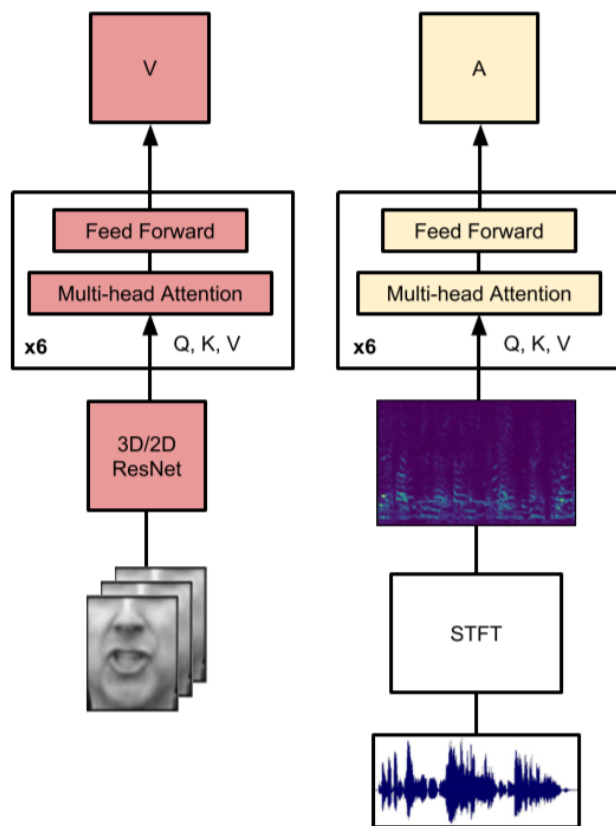 V
Feed Forward
Multi-head Attention
x6
Q, K, V
3D/2D
ResNet
A
Feed Forward
Multi-head Attention
x6
Q, K, V
STFT